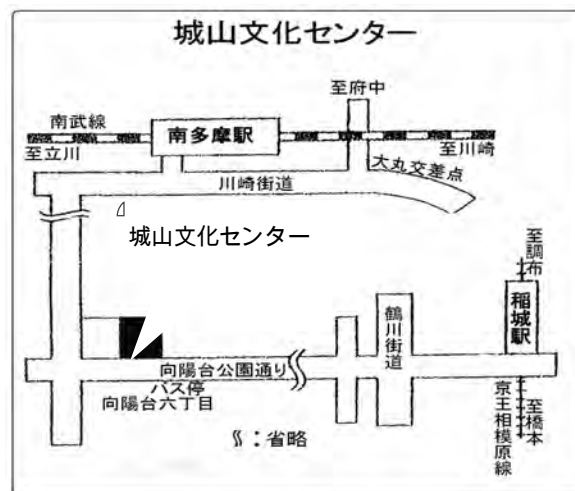 城山文化センター
至府中
南武線
南多摩駅
至立川
至川崎
大丸交差点
川崎街道
城山文化センター
至調布
稲城駅
鶴川街道
向陽台公園通り
バス停
向陽台六丁目
京王相模原線
至橋本
：省略